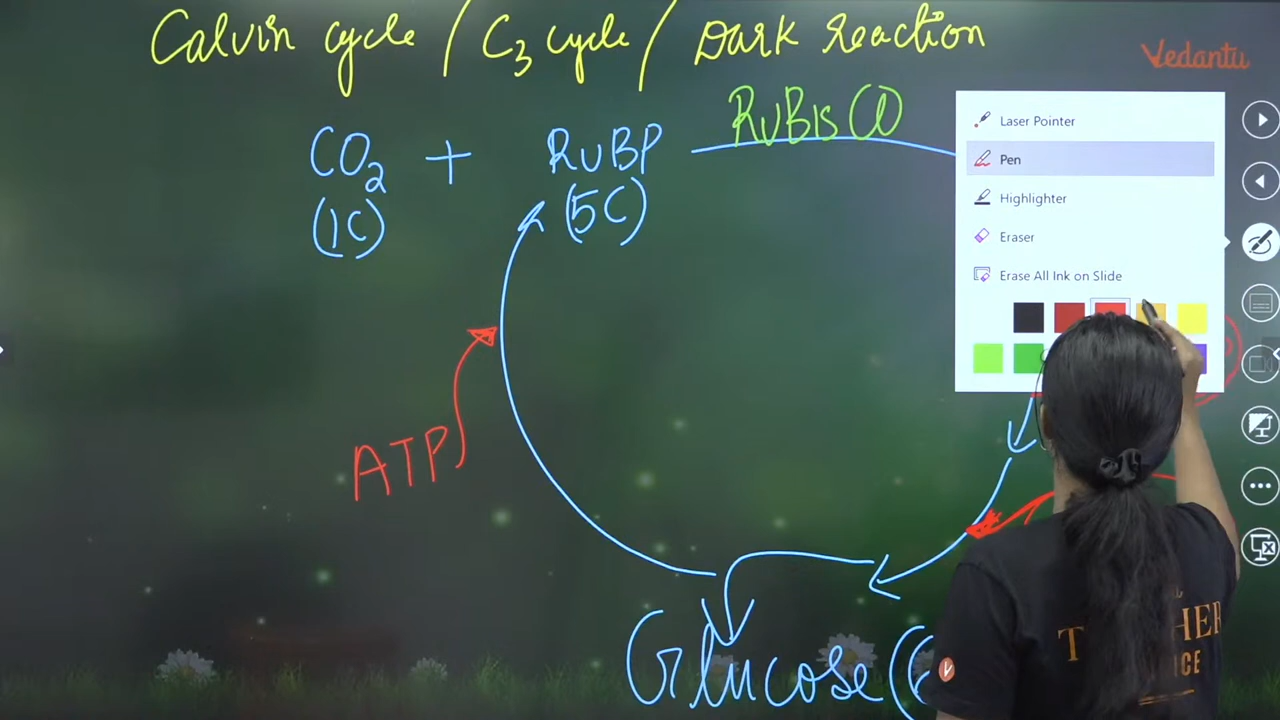 Calvin cycle / C3 cycle / Dark Reaction
Vedantu
CO2 + RuBP
RuBisCO
(1C) (5C)
Laser Pointer
Pen
Highlighter
Eraser
Erase All Ink on Slide
ATP
Glucose (6